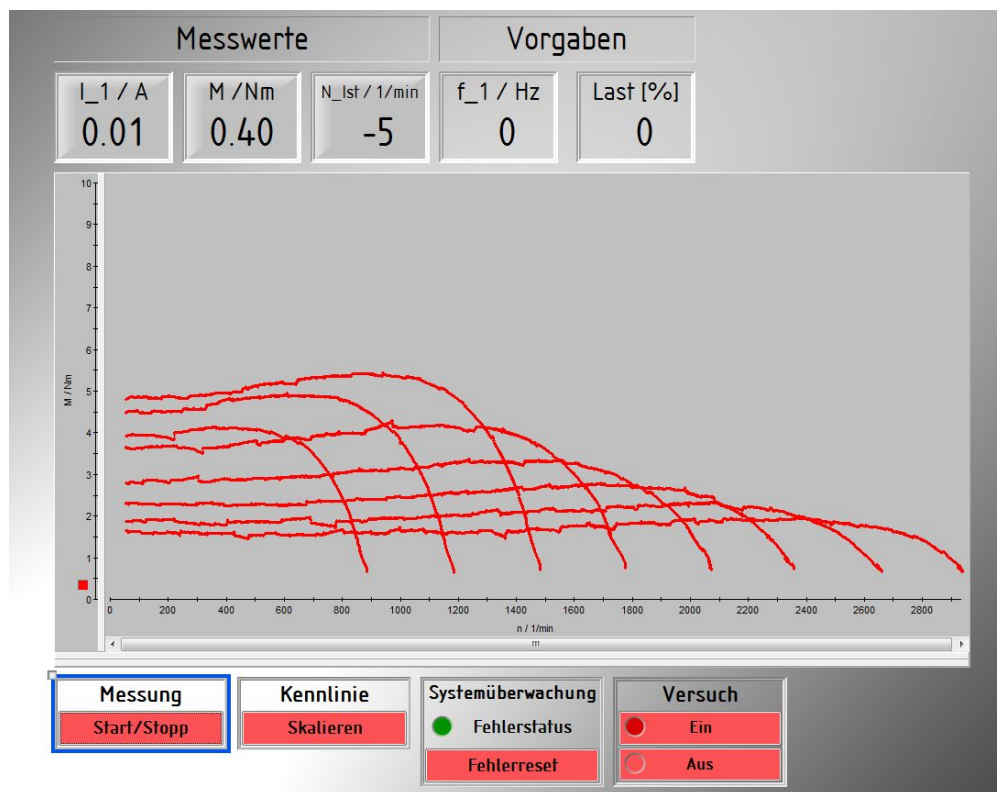 Messwerte
Vorgaben
I_1 / A
M /Nm
N_Ist / 1/min
f_1 / Hz
Last [%]
0.01
0.40
-5
0
0
10
9
8
7
6
5
4
3
2
1
0
M / Nm
0 200 400 600 800 1000 1200 1400 1600 1800 2000 2200 2400 2600 2800
n / 1/min
Messung
Start/Stopp
Kennlinie
Skalieren
Systemüberwachung
Fehlerstatus
Fehlerreset
Versuch
Ein
Aus